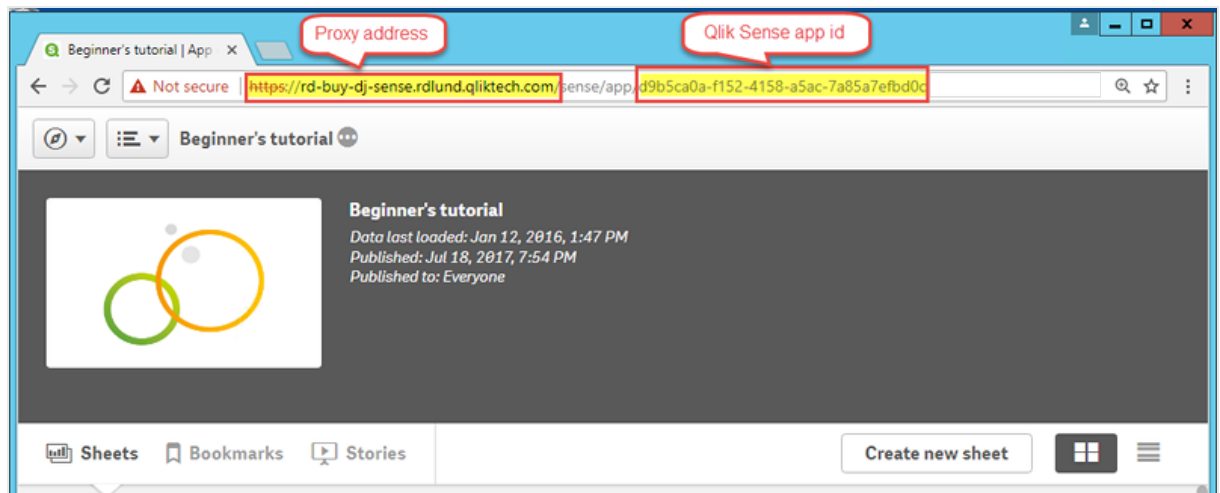 Proxy address
Qlik Sense app id
Beginner's tutorial | App
Not secure
https://rd-buy-dj-sense.rdlund.qliktech.com/sense/app/d9b5ca0a-f152-4158-a5ac-7a85a7efbd0c
Beginner's tutorial
Beginner's tutorial
Data last loaded: Jan 12, 2016, 1:47 PM
Published: Jul 18, 2017, 7:54 PM
Published to: Everyone
Sheets Bookmarks Stories Create new sheet